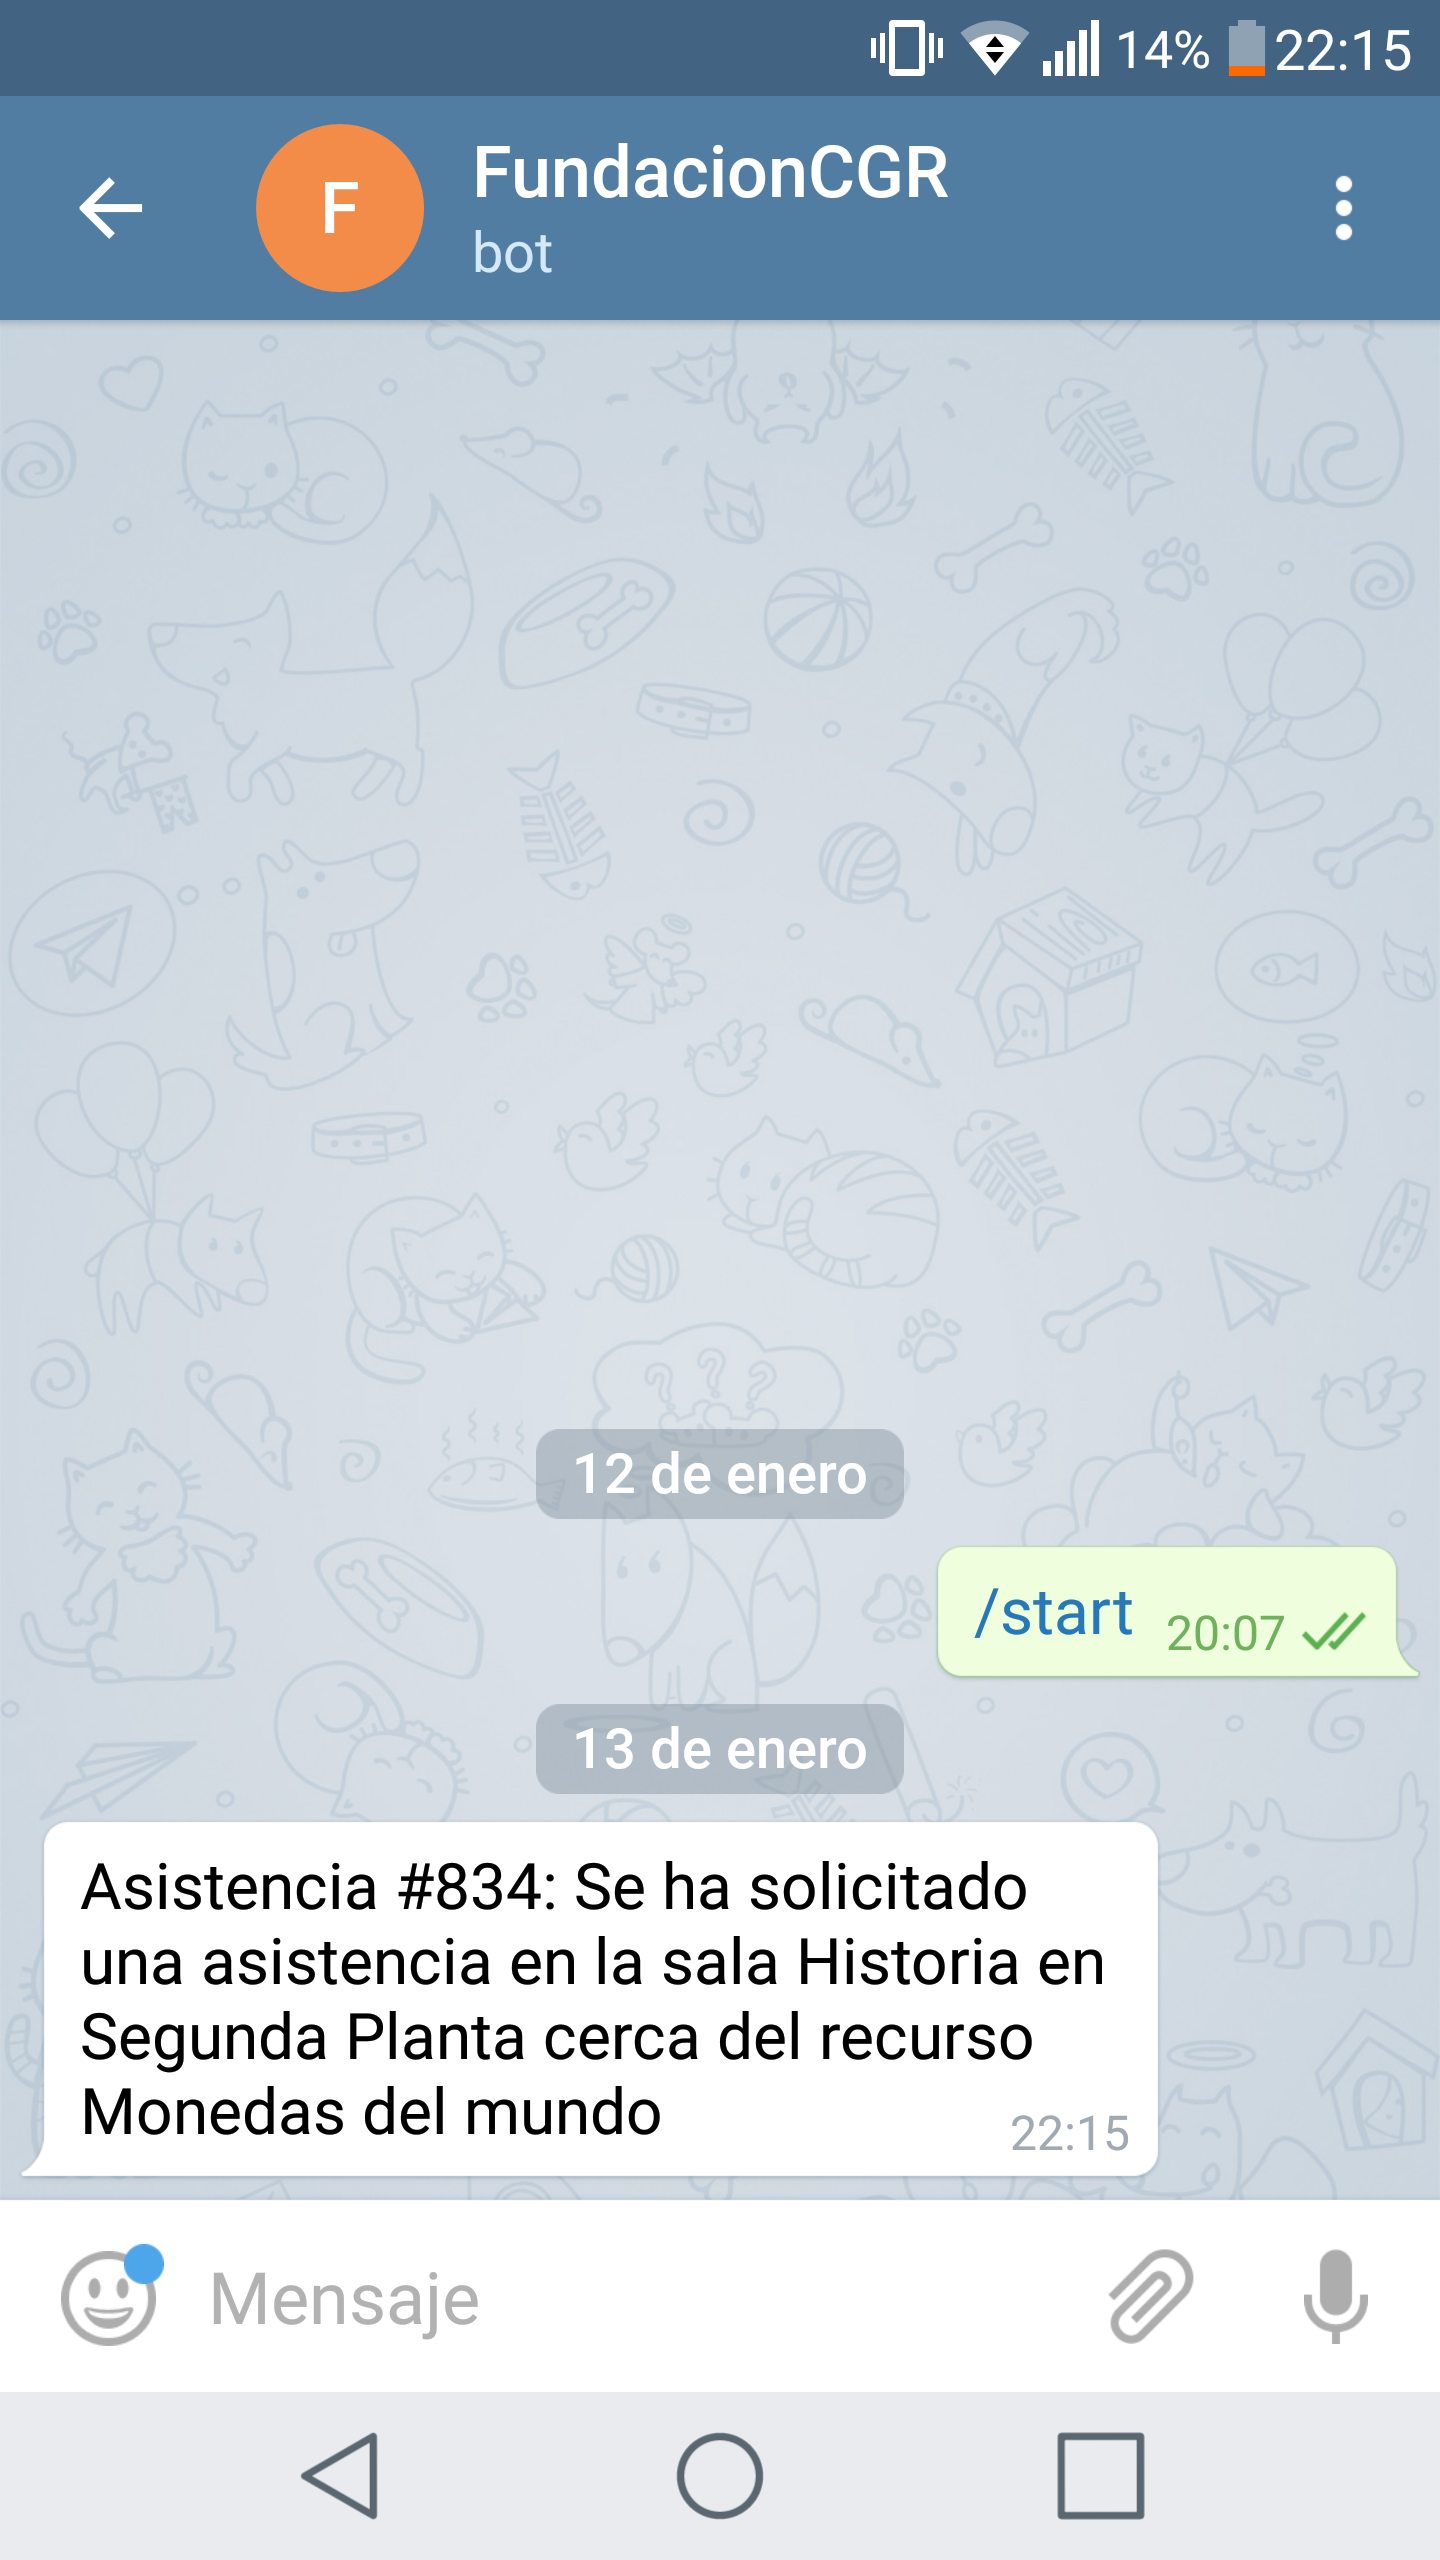 14% 22:15
F
FundacionCGR
bot
12 de enero
/start 20:07
13 de enero
Asistencia #834: Se ha solicitado
una asistencia en la sala Historia en
Segunda Planta cerca del recurso
Monedas del mundo
22:15
Mensaje